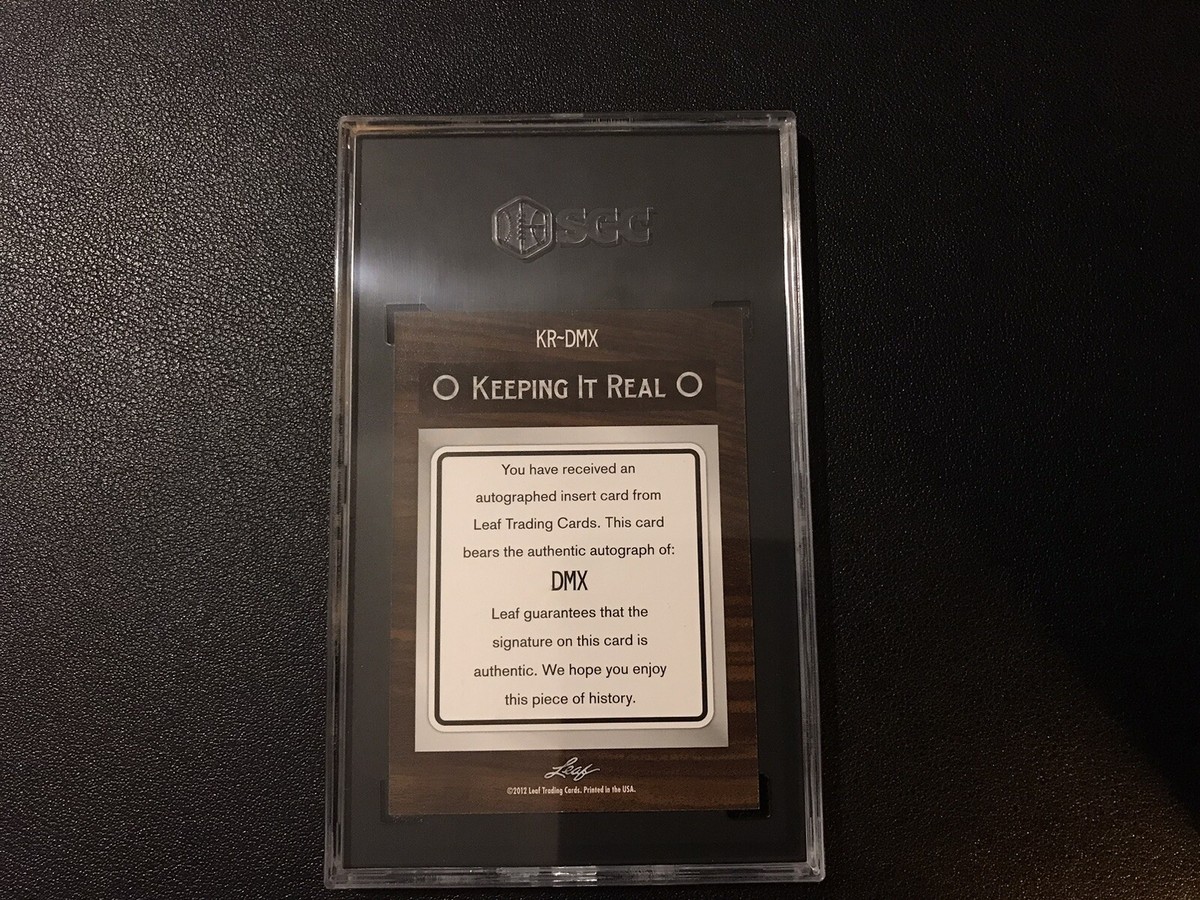 SGC
KR-DMX
KEEPING IT REAL
You have received an
autographed insert card from
Leaf Trading Cards. This card
bears the authentic autograph of:
DMX
Leaf guarantees that the
signature on this card is
authentic. We hope you enjoy
this piece of history.
Leaf
©2012 Leaf Trading Cards. Printed in the USA.